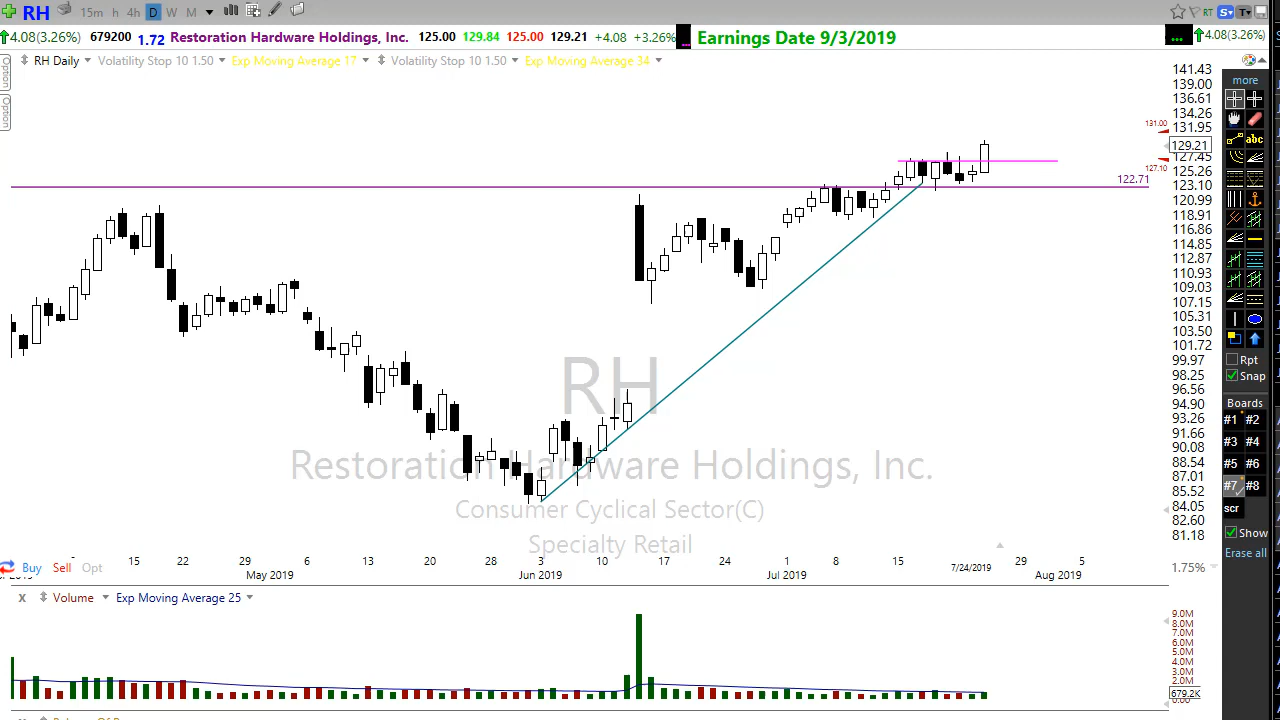 RH 15m h 4h D W M RT S T
4.08(3.26%) 679200 1.72 Restoration Hardware Holdings, Inc. 125.00 129.84 125.00 129.21 +4.08 +3.26% ... Earnings Date 9/3/2019 ... 4.08(3.26%)
RH Daily Volatility Stop 10 1.50 Exp Moving Average 17 Volatility Stop 10 1.50 Exp Moving Average 34
Option
Option
141.43
139.00
136.61
134.26
131.95
131.00
129.21
127.45
127.10
125.26
122.71
123.10
120.99
118.91
116.86
114.85
112.87
110.93
109.03
107.15
105.31
103.50
101.72
99.97
98.25
96.56
94.90
93.26
91.66
90.08
88.54
87.01
85.52
84.05
82.60
81.18
RH
Restoration Hardware Holdings, Inc.
Consumer Cyclical Sector(C)
Specialty Retail
15 22 29 6 13 20 28 3 10 17 24 1 8 15 7/24/2019 29 5
May 2019 Jun 2019 Jul 2019 Aug 2019
Buy Sell Opt
1.75%
X Volume Exp Moving Average 25
9.0M
8.0M
7.0M
6.0M
5.0M
4.0M
3.0M
2.0M
679.2K
0.00
more
abc
Rpt
Snap
Boards
#1 #2
#3 #4
#5 #6
#7 #8
scr
Show
Erase all